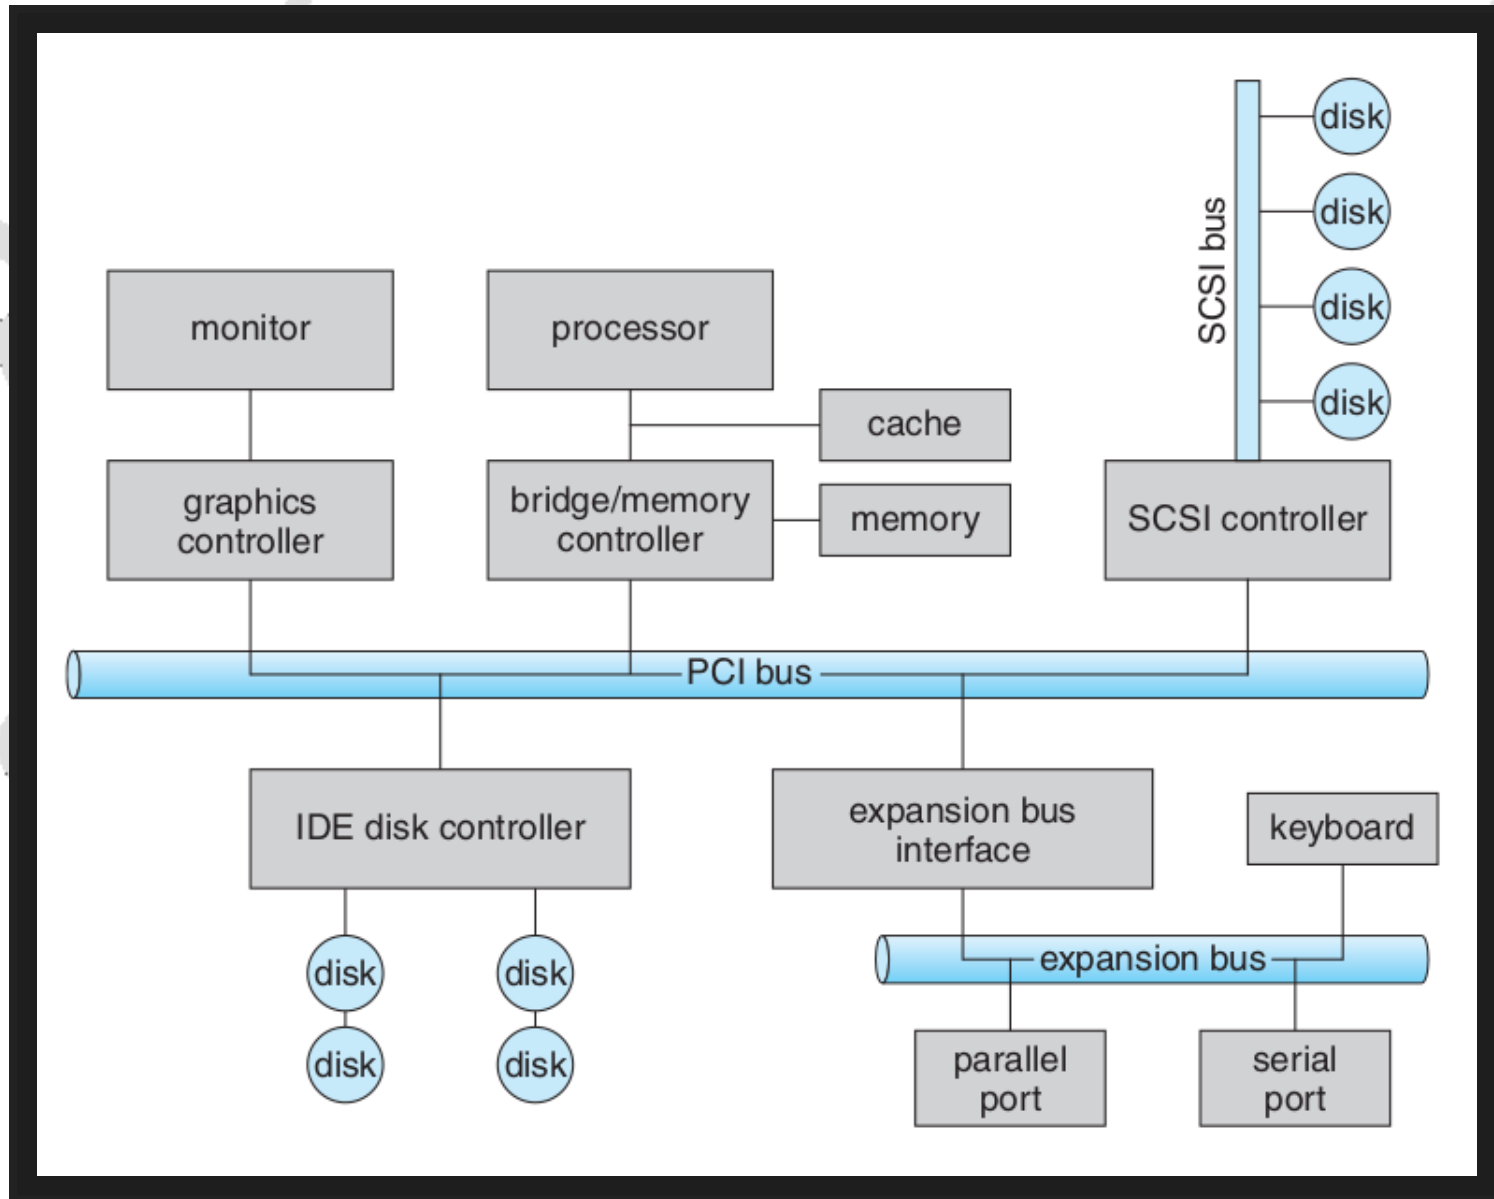 disk
disk
SCSI bus
disk
disk
monitor
processor
cache
graphics
controller
bridge/memory
controller
memory
SCSI controller
PCI bus
IDE disk controller
expansion bus
interface
keyboard
disk
disk
expansion bus
disk
disk
parallel
port
serial
port